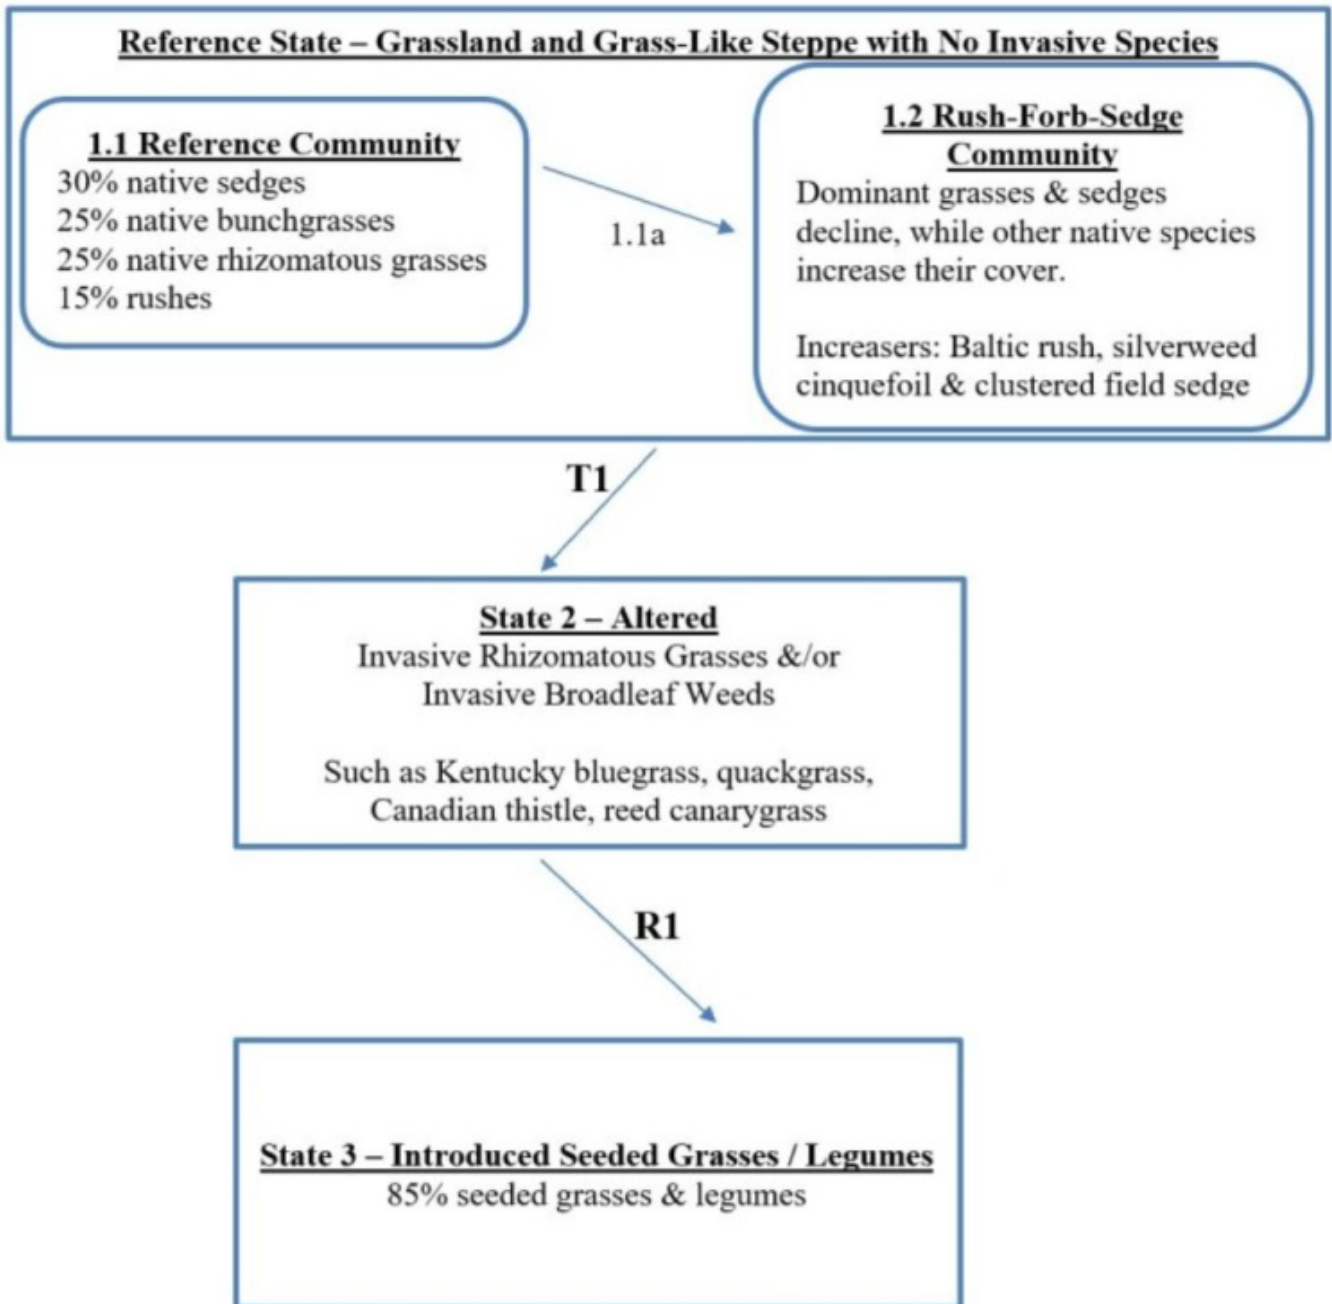 Reference State – Grassland and Grass-Like Steppe with No Invasive Species
1.1 Reference Community
30% native sedges
25% native bunchgrasses
25% native rhizomatous grasses
15% rushes
1.1a
1.2 Rush-Forb-Sedge
Community
Dominant grasses & sedges
decline, while other native species
increase their cover.
Increasers: Baltic rush, silverweed
cinquefoil & clustered field sedge
T1
State 2 – Altered
Invasive Rhizomatous Grasses &/or
Invasive Broadleaf Weeds
Such as Kentucky bluegrass, quackgrass,
Canadian thistle, reed canarygrass
R1
State 3 – Introduced Seeded Grasses / Legumes
85% seeded grasses & legumes